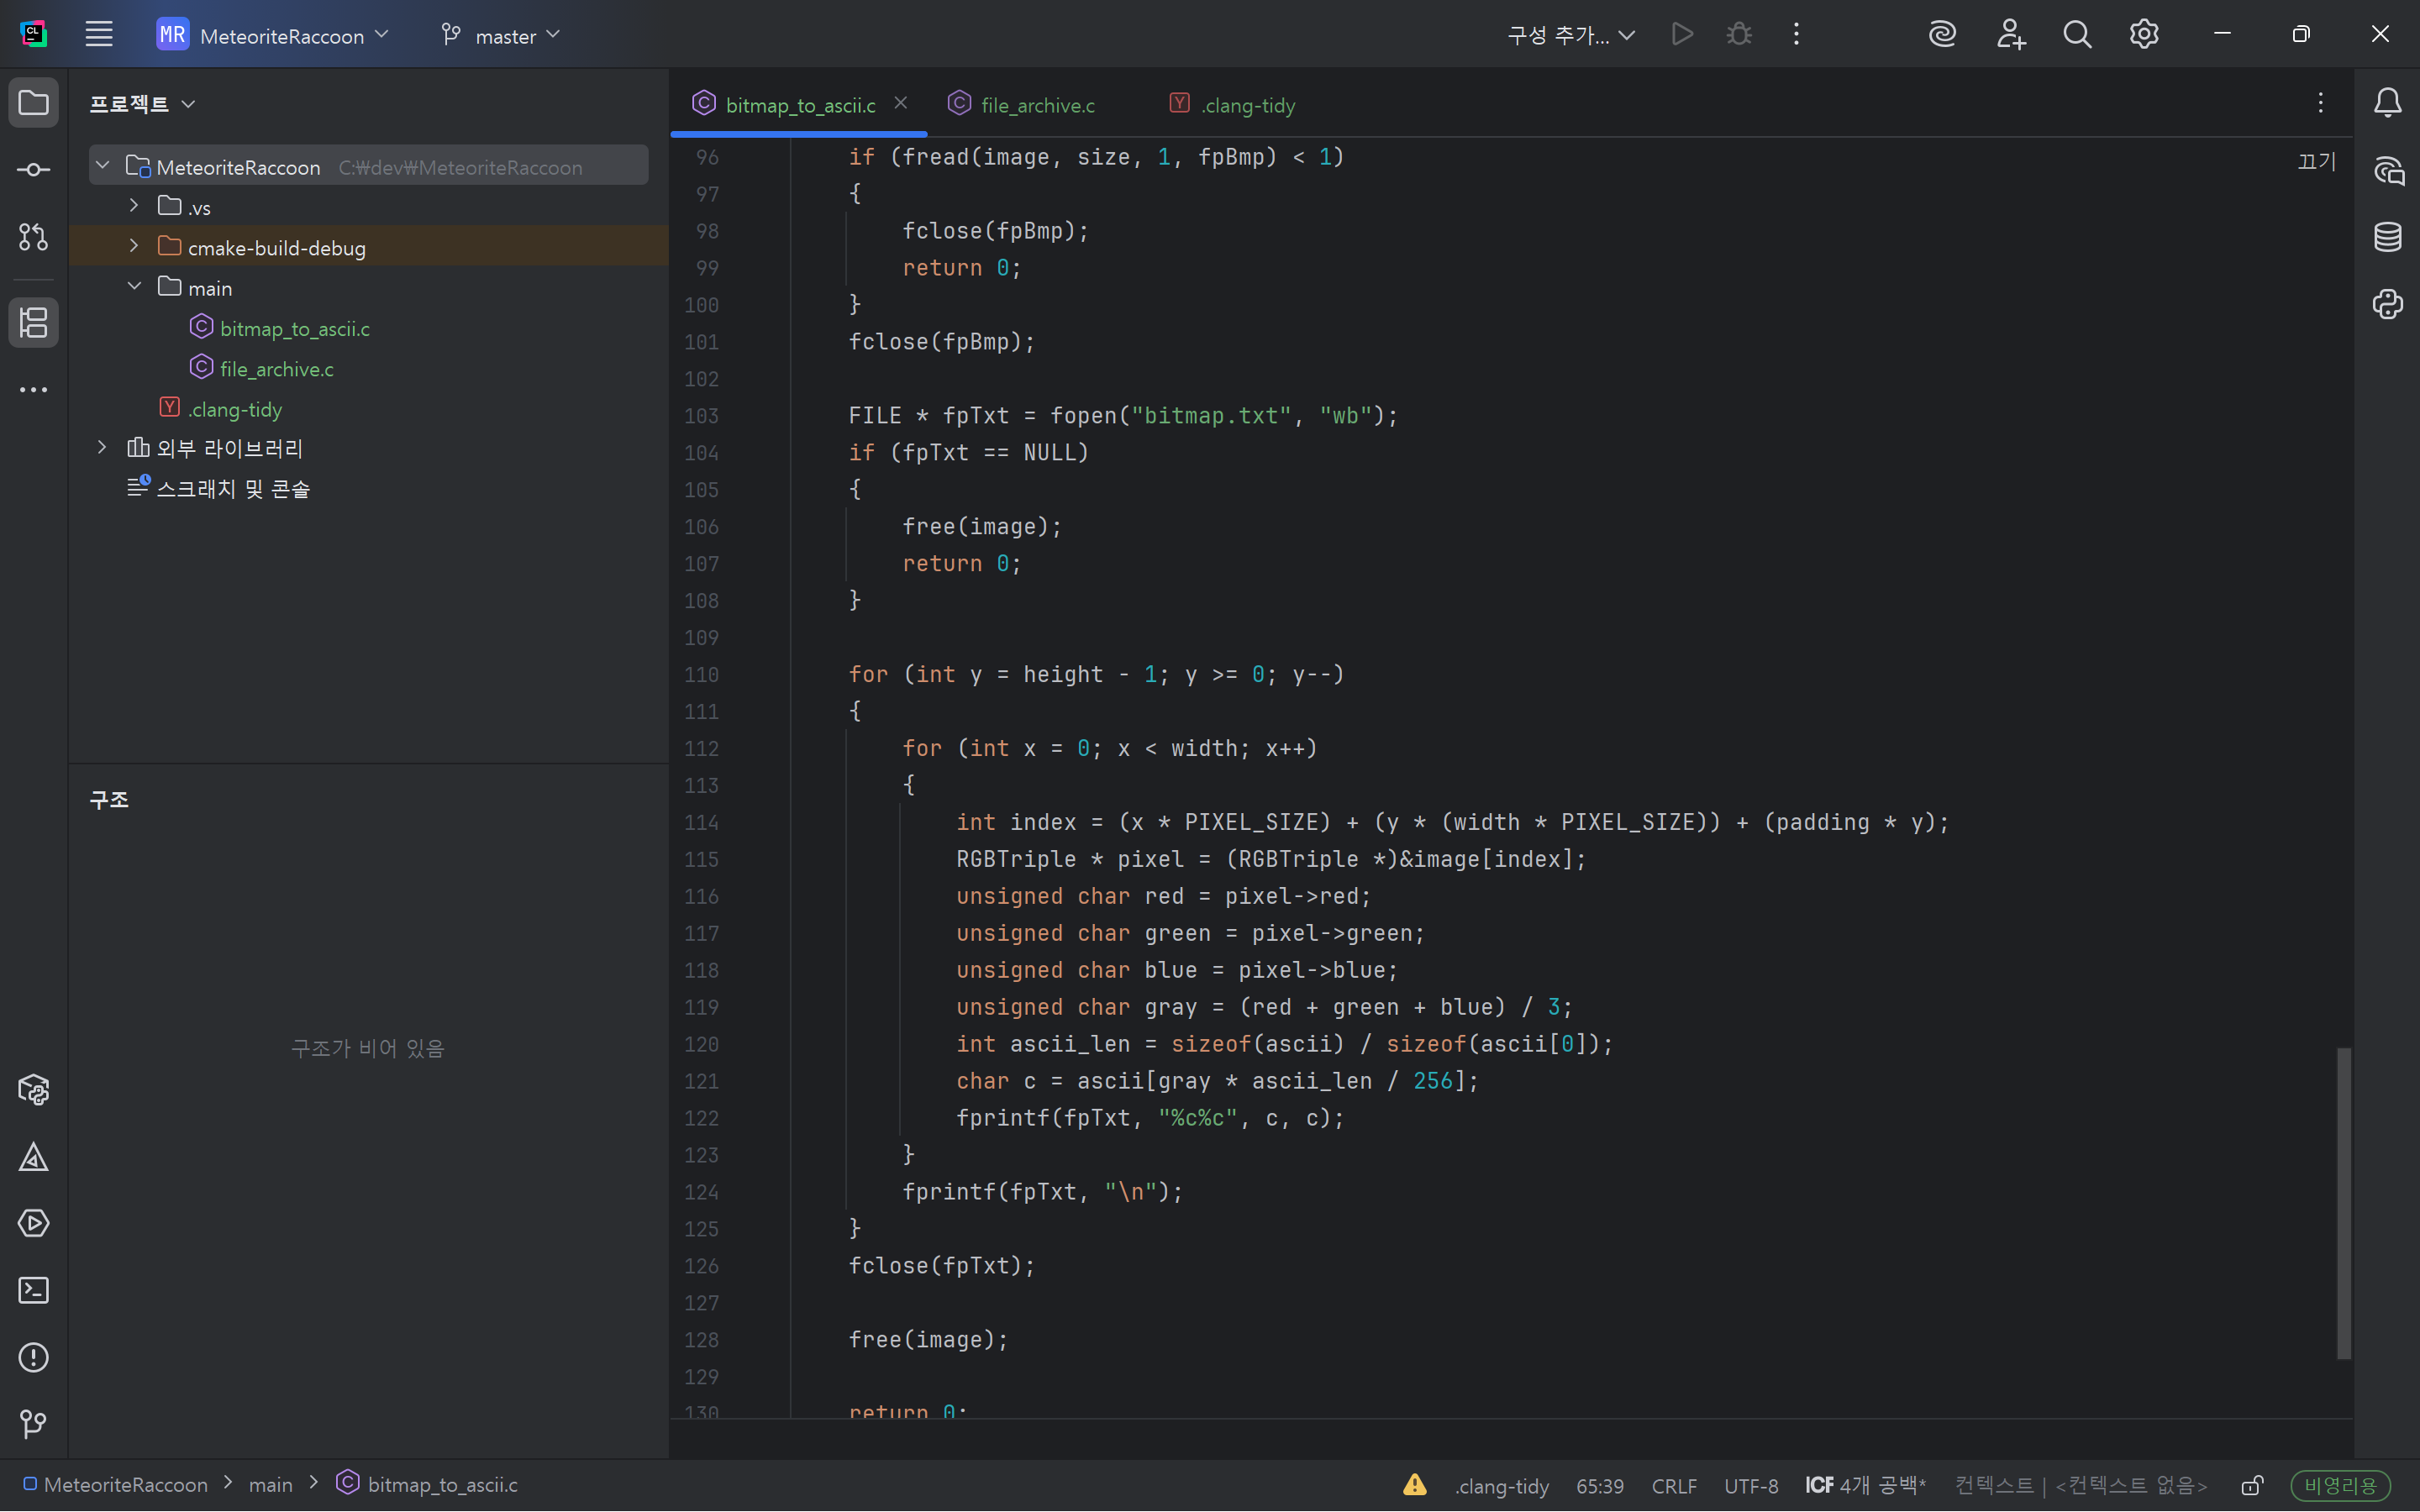 MR MeteoriteRaccoon master 구성 추가...
프로젝트
MeteoriteRaccoon C:₩dev₩MeteoriteRaccoon
.vs
cmake-build-debug
main
bitmap_to_ascii.c
file_archive.c
.clang-tidy
외부 라이브러리
스크래치 및 콘솔
구조
구조가 비어 있음
bitmap_to_ascii.c file_archive.c .clang-tidy
끄기
96 if (fread(image, size, 1, fpBmp) < 1)
97 {
98 fclose(fpBmp);
99 return 0;
100 }
101 fclose(fpBmp);
102
103 FILE * fpTxt = fopen("bitmap.txt", "wb");
104 if (fpTxt == NULL)
105 {
106 free(image);
107 return 0;
108 }
109
110 for (int y = height - 1; y >= 0; y--)
111 {
112 for (int x = 0; x < width; x++)
113 {
114 int index = (x * PIXEL_SIZE) + (y * (width * PIXEL_SIZE)) + (padding * y);
115 RGBTriple * pixel = (RGBTriple *)&image[index];
116 unsigned char red = pixel->red;
117 unsigned char green = pixel->green;
118 unsigned char blue = pixel->blue;
119 unsigned char gray = (red + green + blue) / 3;
120 int ascii_len = sizeof(ascii) / sizeof(ascii[0]);
121 char c = ascii[gray * ascii_len / 256];
122 fprintf(fpTxt, "%c%c", c, c);
123 }
124 fprintf(fpTxt, "\n");
125 }
126 fclose(fpTxt);
127
128 free(image);
129
130 return 0;
MeteoriteRaccoon > main > bitmap_to_ascii.c .clang-tidy 65:39 CRLF UTF-8 ICF 4개 공백* 컨텍스트 | <컨텍스트 없음> 비영리용